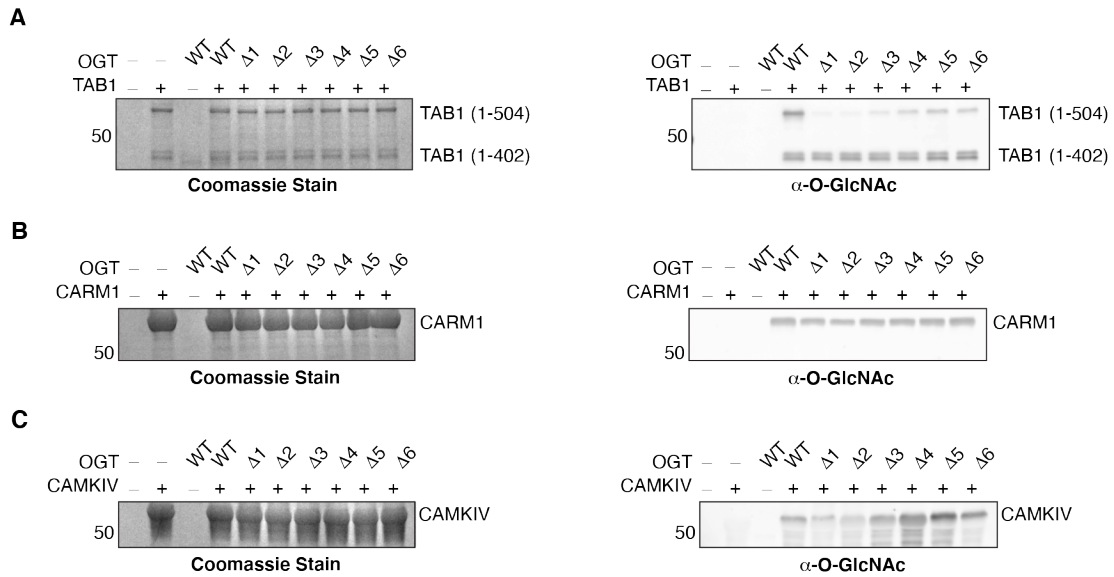 A
OGT – – WT WT Δ1 Δ2 Δ3 Δ4 Δ5 Δ6
TAB1 – + – + + + + + + +
50
TAB1 (1-504)
TAB1 (1-402)
Coomassie Stain
OGT – – WT WT Δ1 Δ2 Δ3 Δ4 Δ5 Δ6
TAB1 – + – + + + + + + +
50
TAB1 (1-504)
TAB1 (1-402)
α-O-GlcNAc
B
OGT – – WT WT Δ1 Δ2 Δ3 Δ4 Δ5 Δ6
CARM1 – + – + + + + + + +
CARM1
50
Coomassie Stain
OGT – – WT WT Δ1 Δ2 Δ3 Δ4 Δ5 Δ6
CARM1 – + – + + + + + + +
CARM1
50
α-O-GlcNAc
C
OGT – – WT WT Δ1 Δ2 Δ3 Δ4 Δ5 Δ6
CAMKIV – + – + + + + + + +
CAMKIV
50
Coomassie Stain
OGT – – WT WT Δ1 Δ2 Δ3 Δ4 Δ5 Δ6
CAMKIV – + – + + + + + + +
CAMKIV
50
α-O-GlcNAc